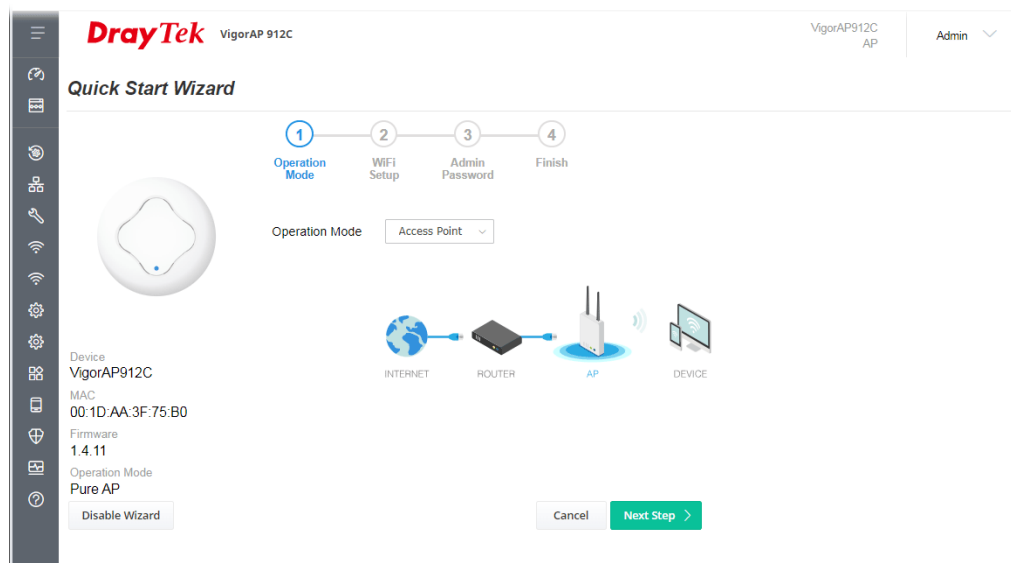 DrayTek VigorAP 912C
VigorAP912C
AP
Admin
Quick Start Wizard
1 2 3 4
Operation Mode
WiFi Setup
Admin Password
Finish
Operation Mode Access Point
INTERNET ROUTER AP DEVICE
Device
VigorAP912C
MAC
00:1D:AA:3F:75:B0
Firmware
1.4.11
Operation Mode
Pure AP
Disable Wizard Cancel Next Step